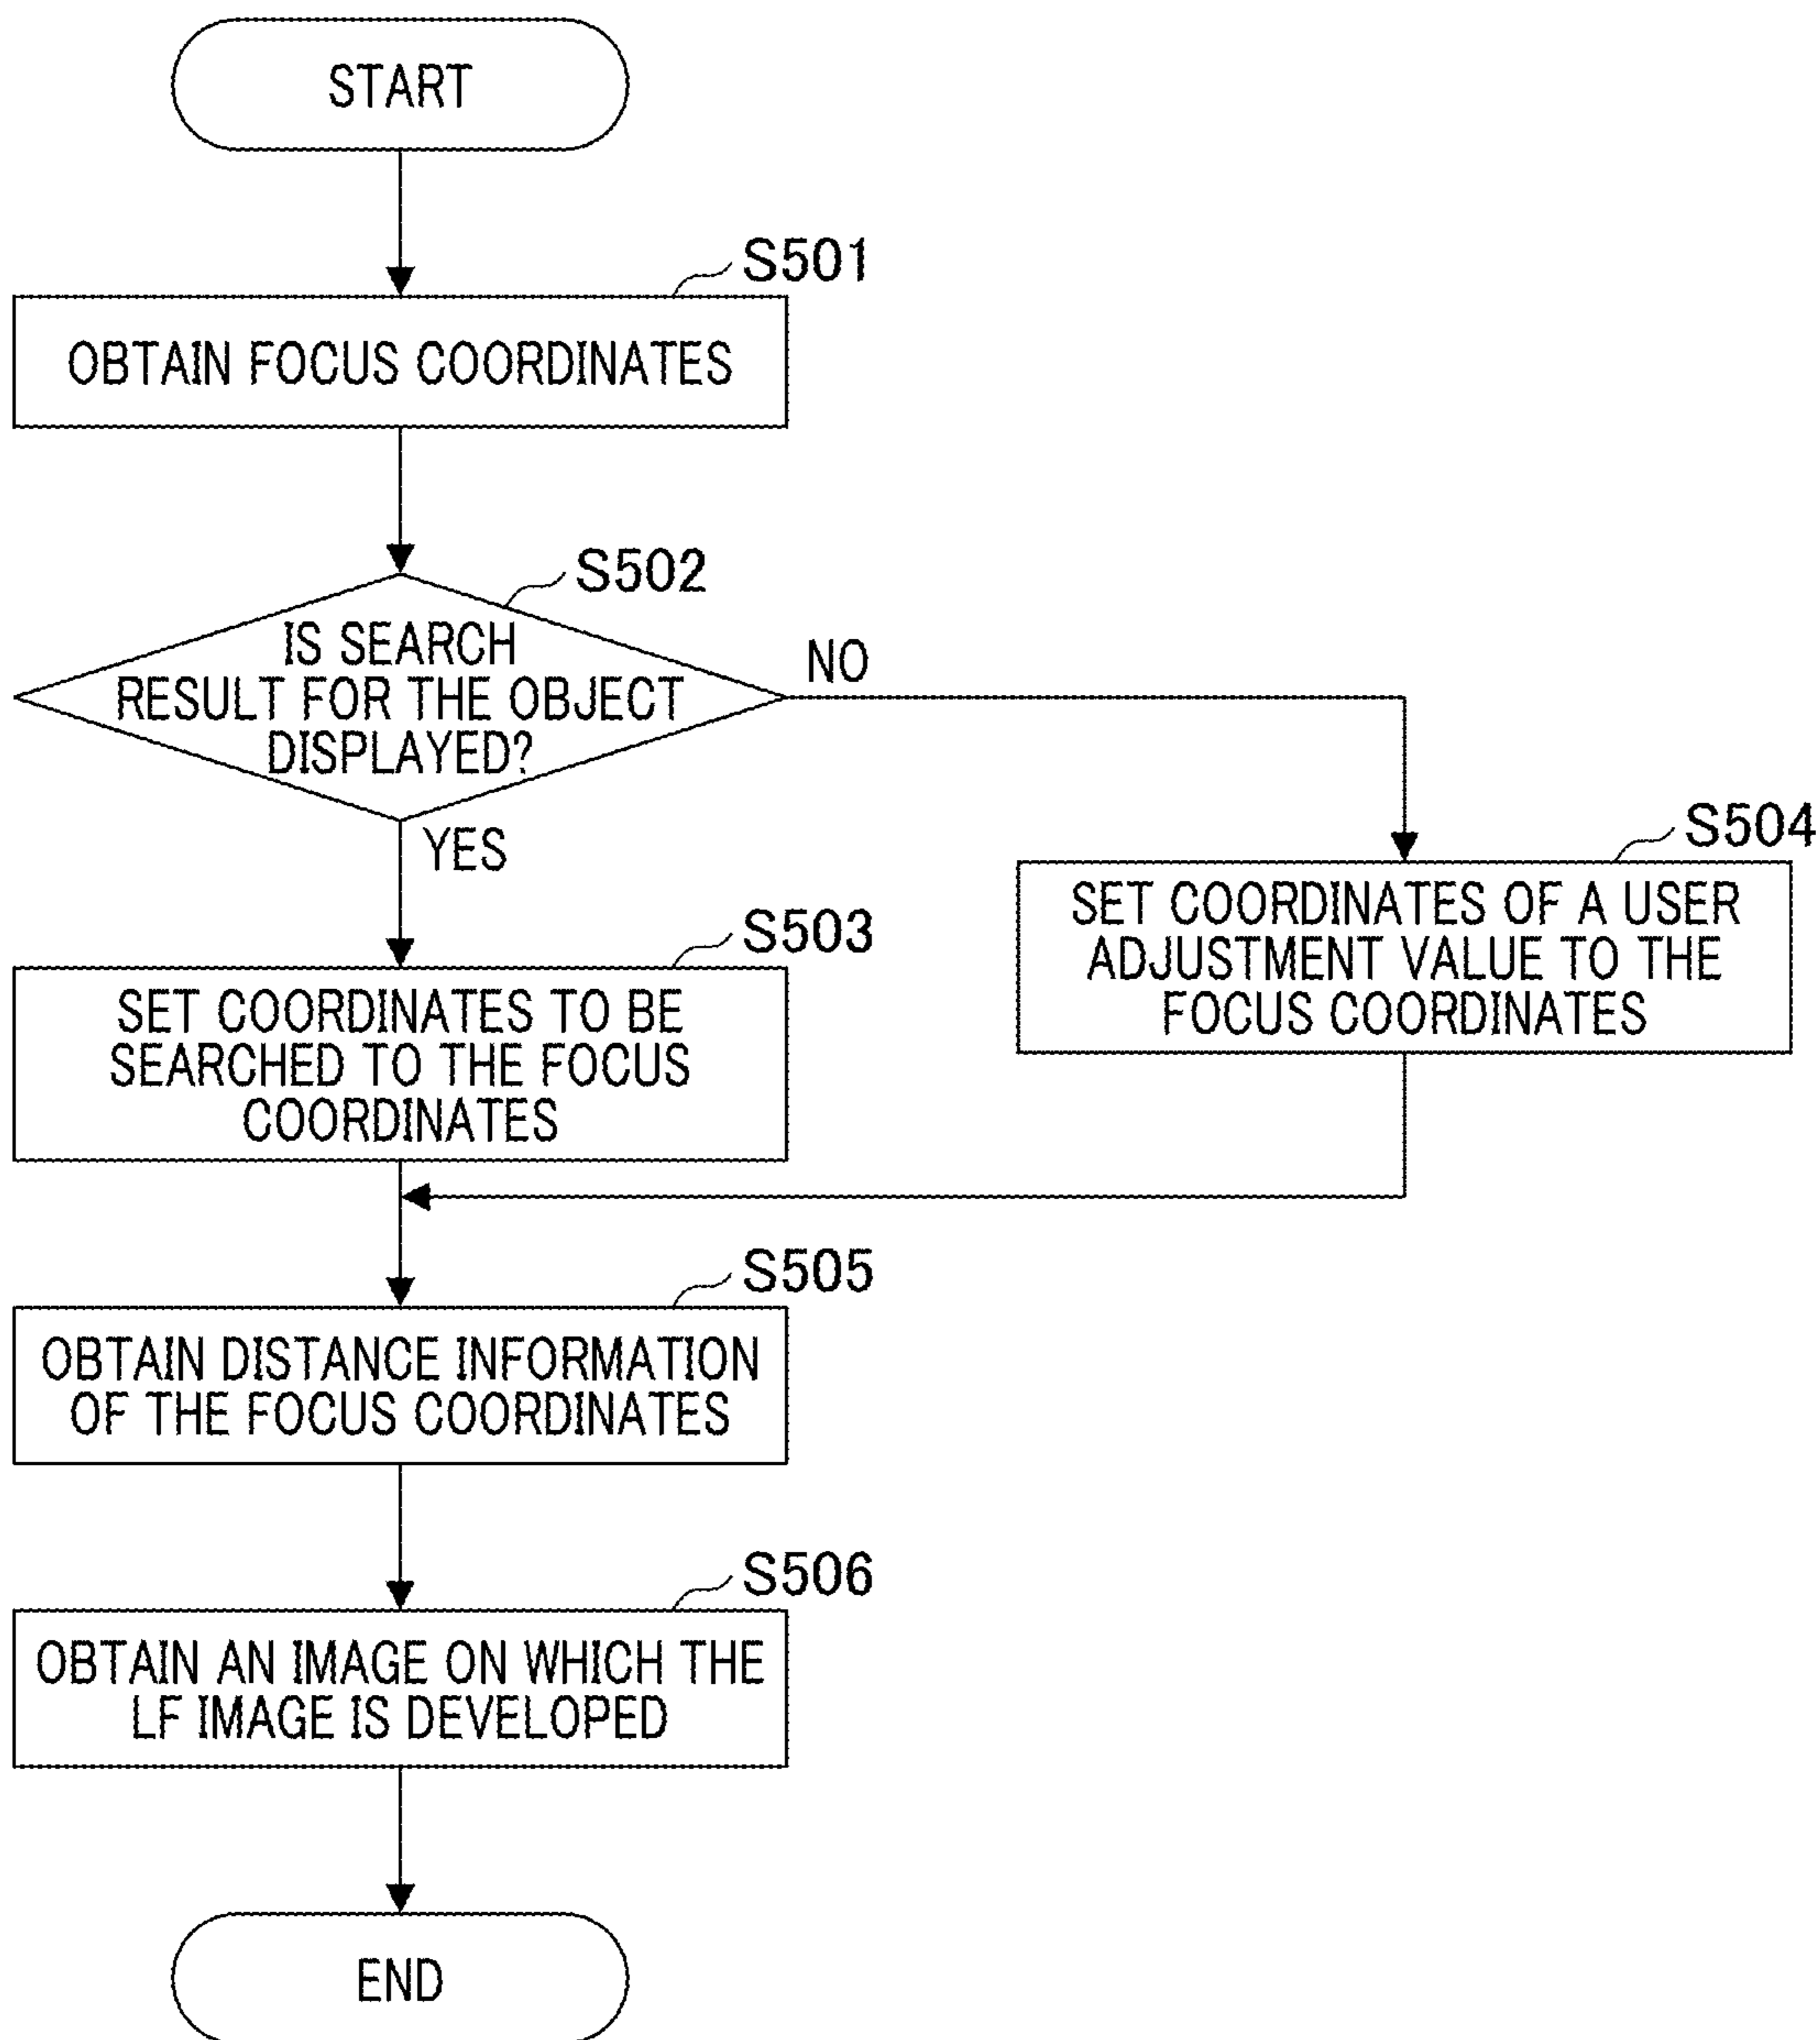 START
S501
OBTAIN FOCUS COORDINATES
S502
IS SEARCH
RESULT FOR THE OBJECT
DISPLAYED?
NO
YES
S504
SET COORDINATES OF A USER
ADJUSTMENT VALUE TO THE
FOCUS COORDINATES
S503
SET COORDINATES TO BE
SEARCHED TO THE FOCUS
COORDINATES
S505
OBTAIN DISTANCE INFORMATION
OF THE FOCUS COORDINATES
S506
OBTAIN AN IMAGE ON WHICH THE
LF IMAGE IS DEVELOPED
END